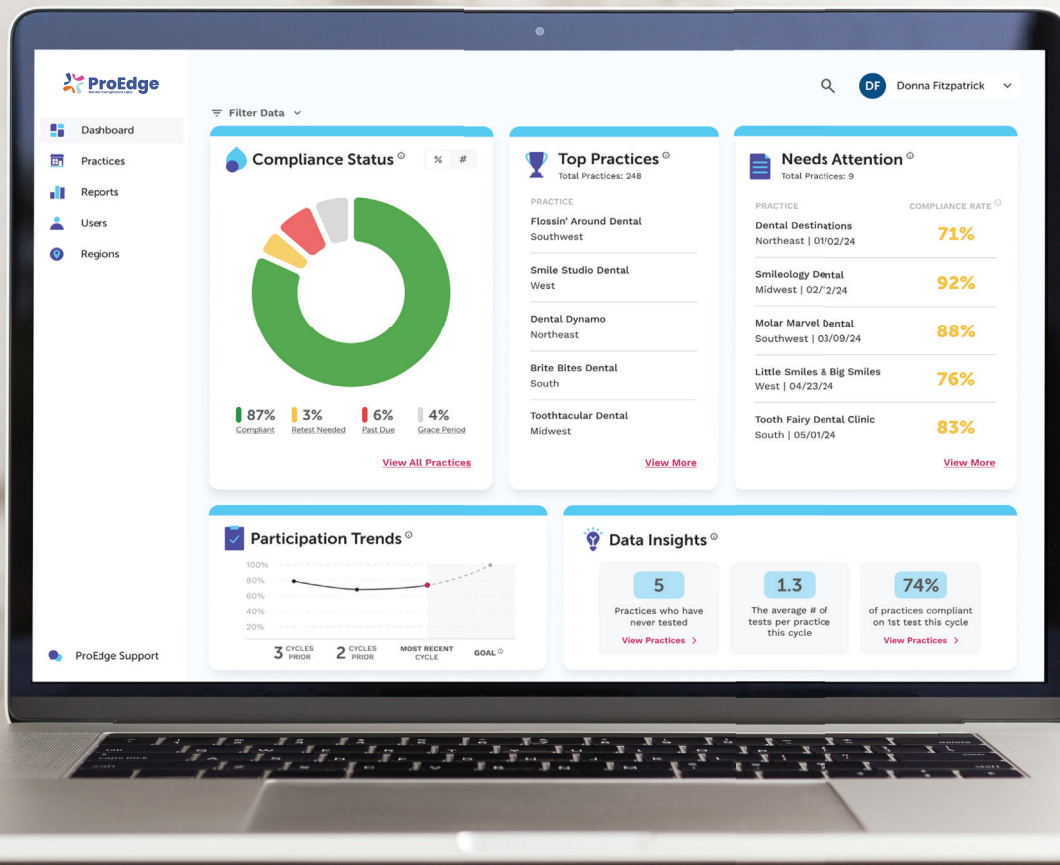 ProEdge
Dental Compliance Labs
Dashboard
Practices
Reports
Users
Regions
ProEdge Support
DF Donna Fitzpatrick
Filter Data
Compliance Status
% #
87% 3% 6% 4%
Compliant Retest Needed Past Due Grace Period
View All Practices
Top Practices
Total Practices: 248
PRACTICE
Flossin' Around Dental
Southwest
Smile Studio Dental
West
Dental Dynamo
Northeast
Brite Bites Dental
South
Toothtacular Dental
Midwest
View More
Needs Attention
Total Practices: 9
PRACTICE COMPLIANCE RATE
Dental Destinations
Northeast | 01/02/24
71%
Smileology Dental
Midwest |
92%
Molar Marvel Dental
Southwest | 03/09/24
88%
Little Smiles & Big Smiles
West | 04/23/24
76%
Tooth Fairy Dental Clinic
South | 05/01/24
83%
View More
Participation Trends
100%
80%
60%
40%
20%
3 CYCLES PRIOR
2 CYCLES PRIOR
MOST RECENT CYCLE
GOAL
Data Insights
5
Practices who have
never tested
View Practices >
1.3
The average # of
tests per practice
this cycle
74%
of practices compliant
on 1st test this cycle
View Practices >
caps lock
delete